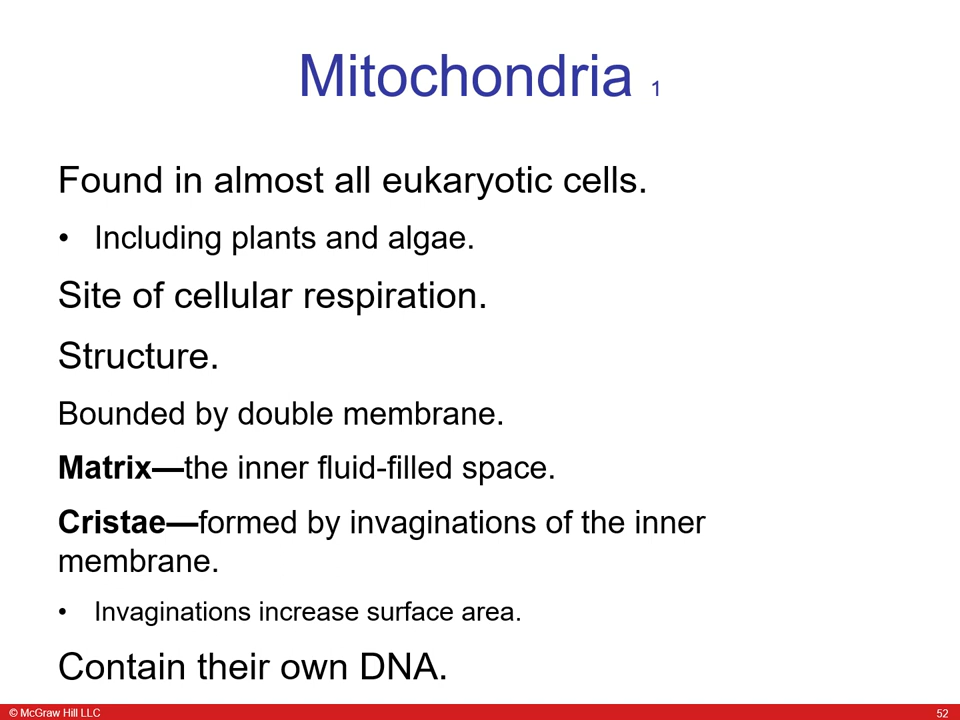 Mitochondria 1
Found in almost all eukaryotic cells.
• Including plants and algae.
Site of cellular respiration.
Structure.
Bounded by double membrane.
Matrix—the inner fluid-filled space.
Cristae—formed by invaginations of the inner
membrane.
• Invaginations increase surface area.
Contain their own DNA.
© McGraw Hill LLC 52